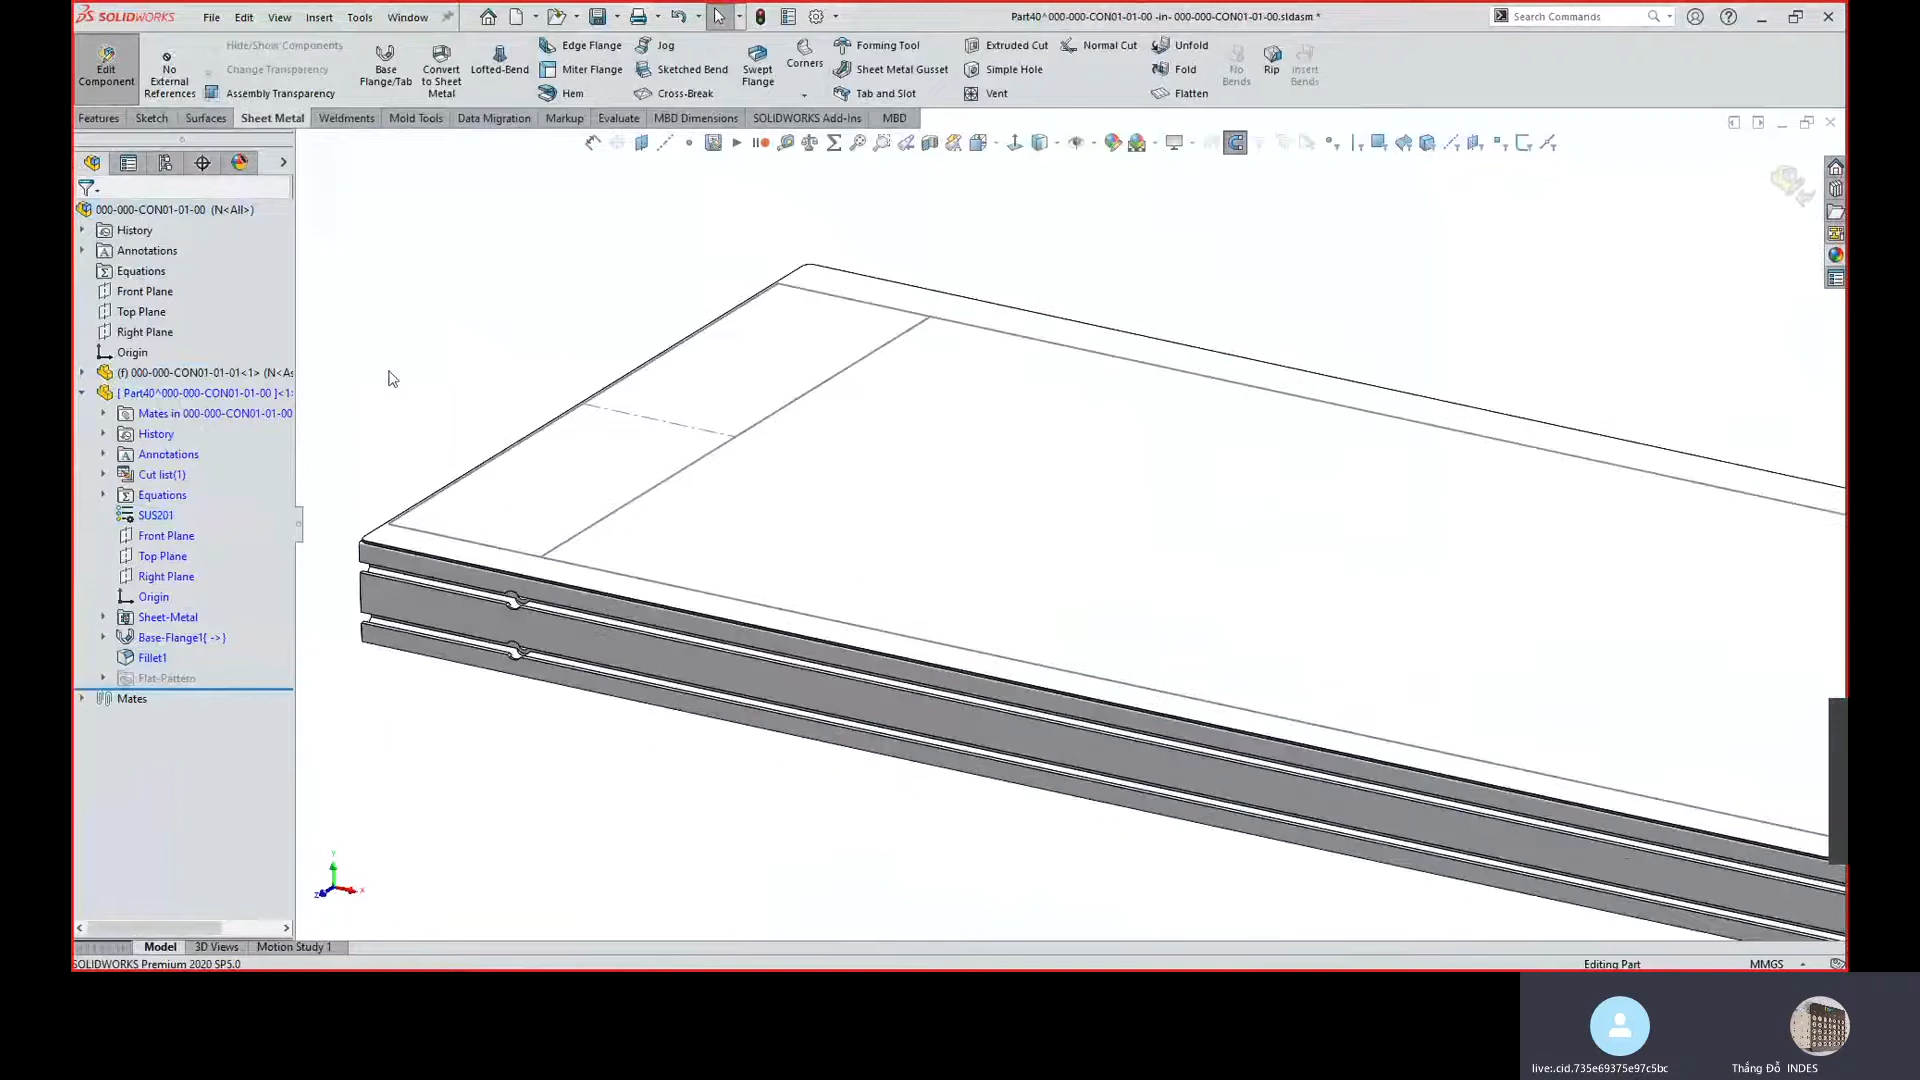 SOLIDWORKS File Edit View Insert Tools Window Part40^000-000-CON01-01-00 -in- 000-000-CON01-01-00.sldasm * Search Commands
Edit Component
No External References
Hide/Show Components
Change Transparency
Assembly Transparency
Base Flange/Tab
Convert to Sheet Metal
Lofted-Bend
Edge Flange
Miter Flange
Hem
Jog
Sketched Bend
Cross-Break
Swept Flange
Corners
Forming Tool
Sheet Metal Gusset
Tab and Slot
Extruded Cut
Simple Hole
Vent
Normal Cut
Unfold
Fold
Flatten
No Bends
Rip
Insert Bends
Features Sketch Surfaces Sheet Metal Weldments Mold Tools Data Migration Markup Evaluate MBD Dimensions SOLIDWORKS Add-Ins MBD
000-000-CON01-01-00 (N<All>)
History
Annotations
Equations
Front Plane
Top Plane
Right Plane
Origin
(f) 000-000-CON01-01-01<1> (N<As
[ Part40^000-000-CON01-01-00 ]<1>
Mates in 000-000-CON01-01-00
History
Annotations
Cut list(1)
Equations
SUS201
Front Plane
Top Plane
Right Plane
Origin
Sheet-Metal
Base-Flange1{ ->}
Fillet1
Flat-Pattern
Mates
Y
Z
X
Model 3D Views Motion Study 1
SOLIDWORKS Premium 2020 SP5.0 Editing Part MMGS
live:.cid.735e69375e97c5bc Thắng Đỗ INDES